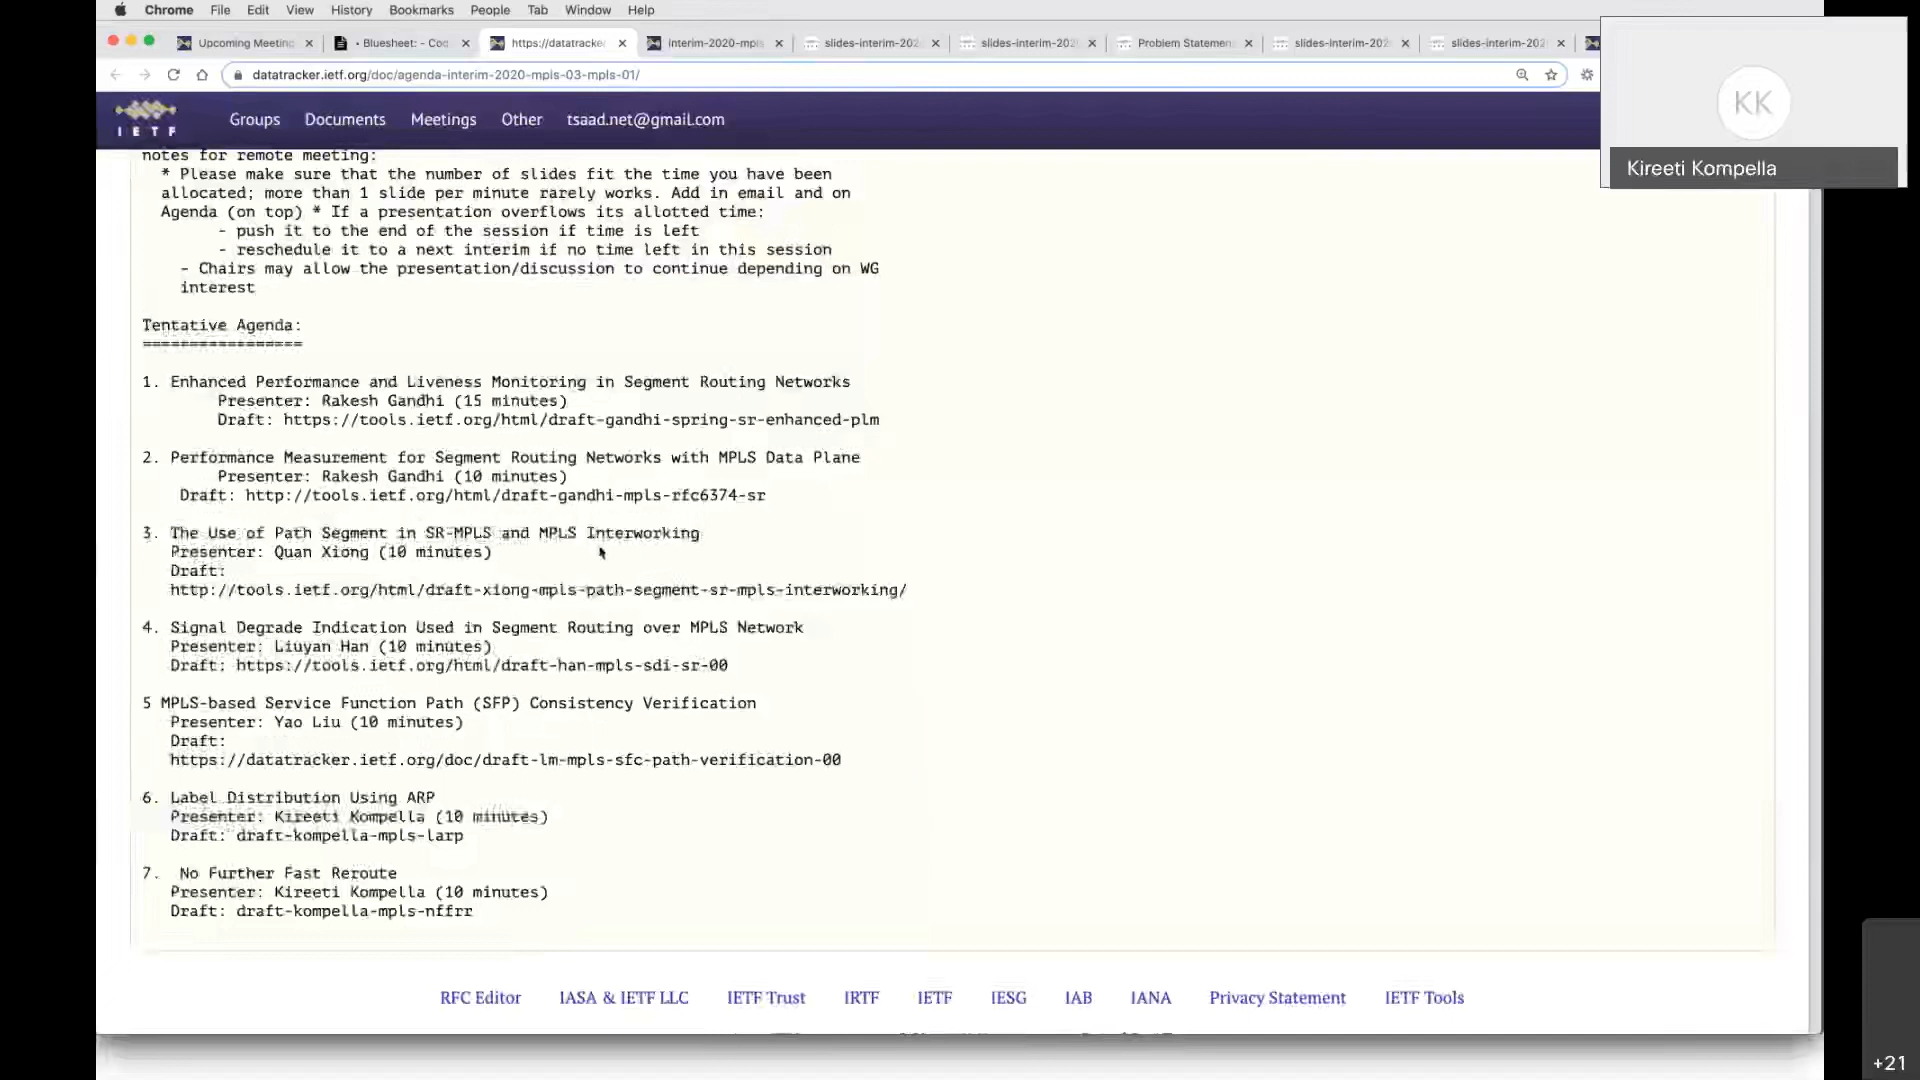 Chrome File Edit View History Bookmarks People Tab Window Help
Upcoming Meetin
• Bluesheet: - Cod
https://datatracke
interim-2020-mpls
slides-interim-202
slides-interim-202
Problem Statemen
slides-interim-202
slides-interim-202
datatracker.ietf.org/doc/agenda-interim-2020-mpls-03-mpls-01/
IETF
Groups Documents Meetings Other tsaad.net@gmail.com
KK
Kireeti Kompella
notes for remote meeting:
* Please make sure that the number of slides fit the time you have been
allocated; more than 1 slide per minute rarely works. Add in email and on
Agenda (on top) * If a presentation overflows its allotted time:
- push it to the end of the session if time is left
- reschedule it to a next interim if no time left in this session
- Chairs may allow the presentation/discussion to continue depending on WG
interest
Tentative Agenda:
=================
1. Enhanced Performance and Liveness Monitoring in Segment Routing Networks
Presenter: Rakesh Gandhi (15 minutes)
Draft: https://tools.ietf.org/html/draft-gandhi-spring-sr-enhanced-plm
2. Performance Measurement for Segment Routing Networks with MPLS Data Plane
Presenter: Rakesh Gandhi (10 minutes)
Draft: http://tools.ietf.org/html/draft-gandhi-mpls-rfc6374-sr
3. The Use of Path Segment in SR-MPLS and MPLS Interworking
Presenter: Quan Xiong (10 minutes)
Draft:
http://tools.ietf.org/html/draft-xiong-mpls-path-segment-sr-mpls-interworking/
4. Signal Degrade Indication Used in Segment Routing over MPLS Network
Presenter: Liuyan Han (10 minutes)
Draft: https://tools.ietf.org/html/draft-han-mpls-sdi-sr-00
5 MPLS-based Service Function Path (SFP) Consistency Verification
Presenter: Yao Liu (10 minutes)
Draft:
https://datatracker.ietf.org/doc/draft-lm-mpls-sfc-path-verification-00
6. Label Distribution Using ARP
Presenter: Kireeti Kompella (10 minutes)
Draft: draft-kompella-mpls-larp
7. No Further Fast Reroute
Presenter: Kireeti Kompella (10 minutes)
Draft: draft-kompella-mpls-nffrr
RFC Editor IASA & IETF LLC IETF Trust IRTF IETF IESG IAB IANA Privacy Statement IETF Tools
+21